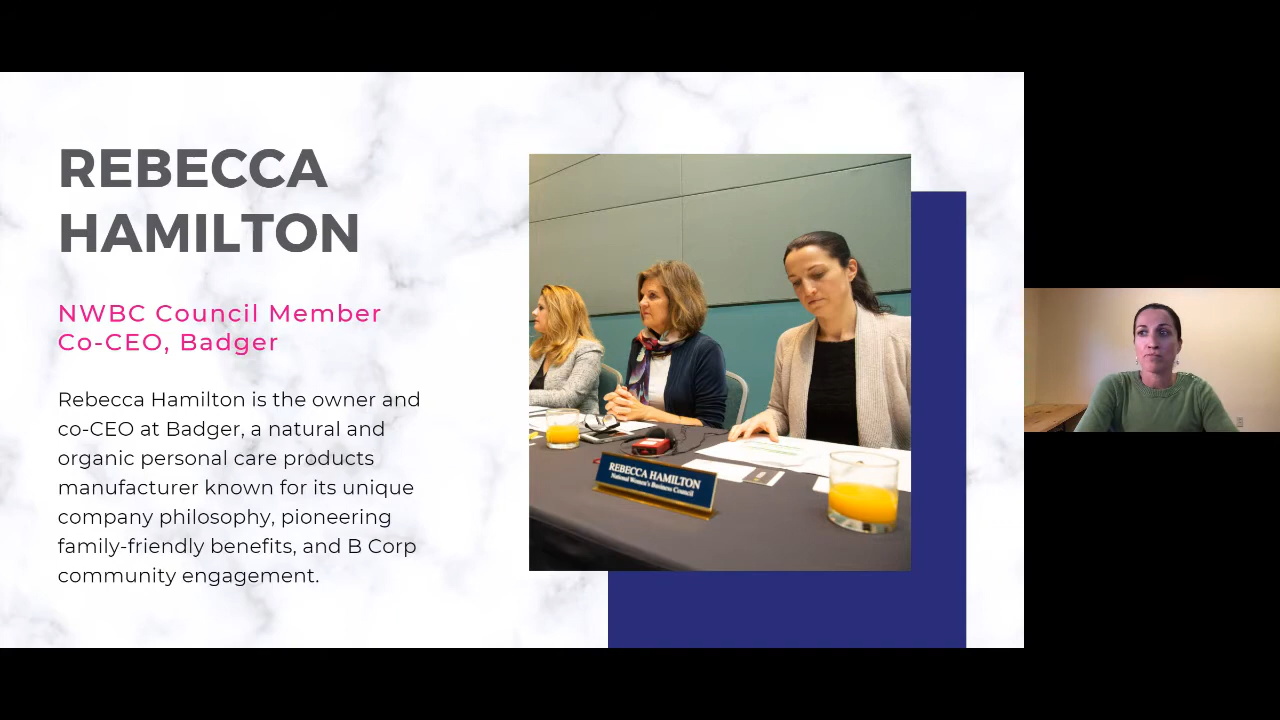 REBECCA
HAMILTON
NWBC Council Member
Co-CEO, Badger
Rebecca Hamilton is the owner and
co-CEO at Badger, a natural and
organic personal care products
manufacturer known for its unique
company philosophy, pioneering
family-friendly benefits, and B Corp
community engagement.
REBECCA HAMILTON
National Women's Business Council